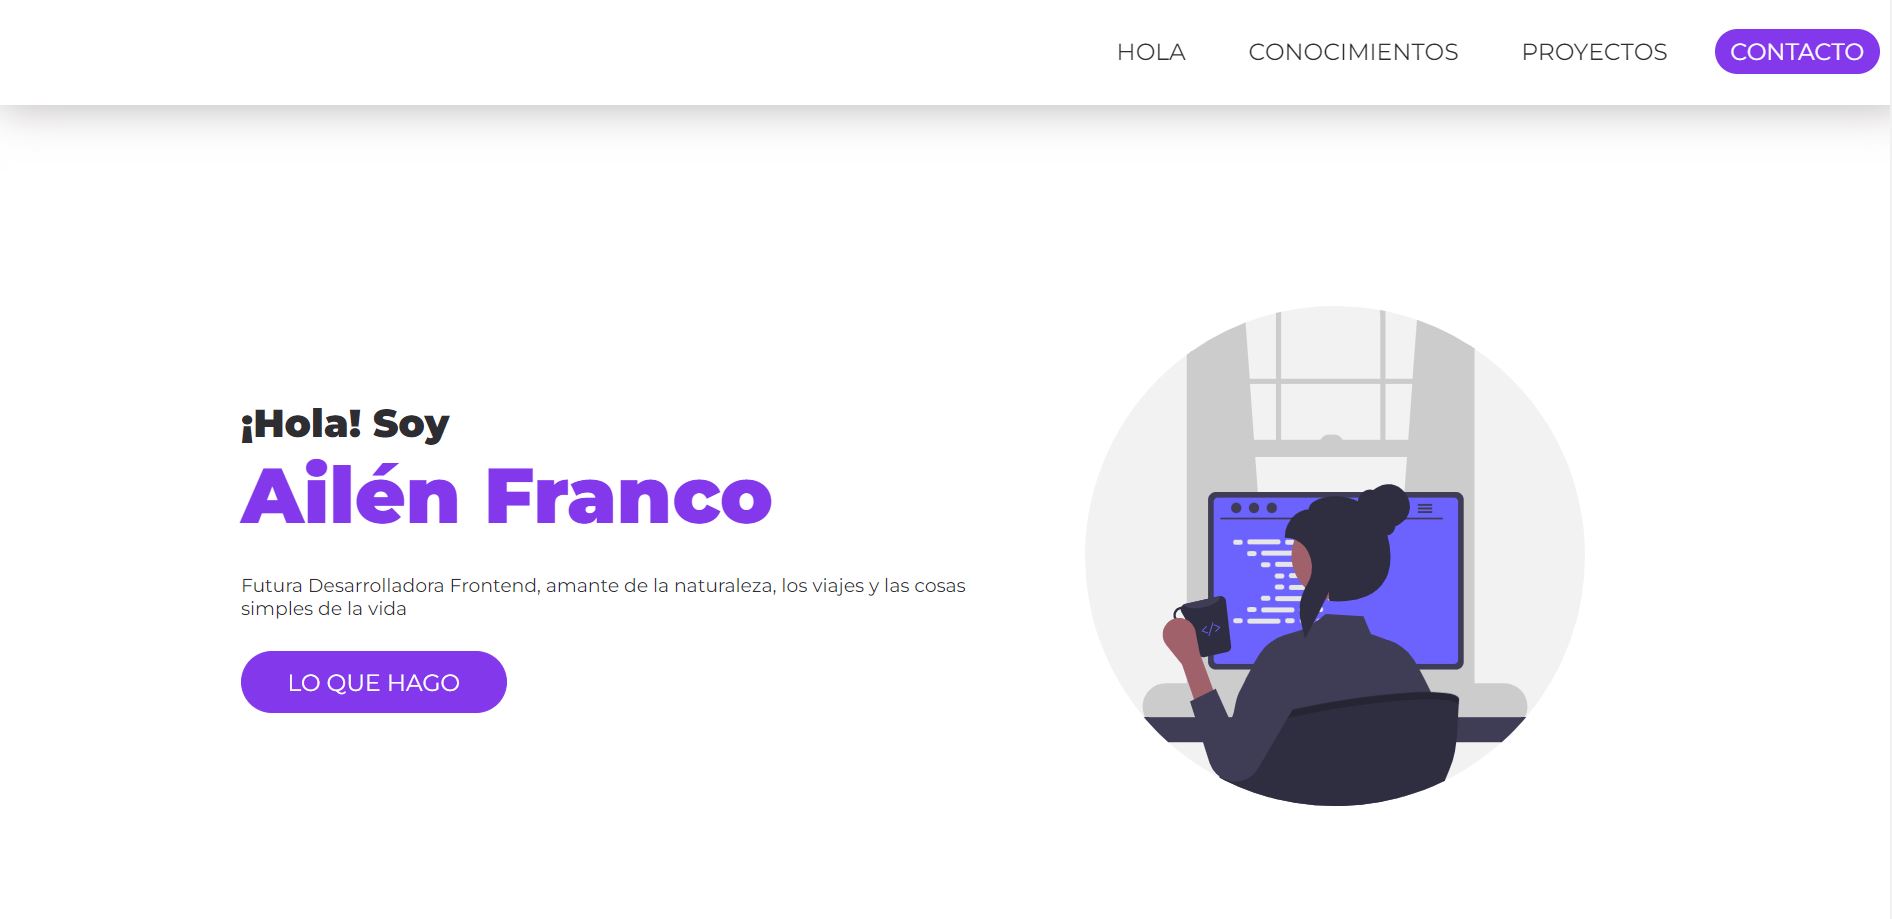 HOLA CONOCIMIENTOS PROYECTOS CONTACTO
¡Hola! Soy
Ailén Franco
Futura Desarrolladora Frontend, amante de la naturaleza, los viajes y las cosas
simples de la vida
LO QUE HAGO
</>